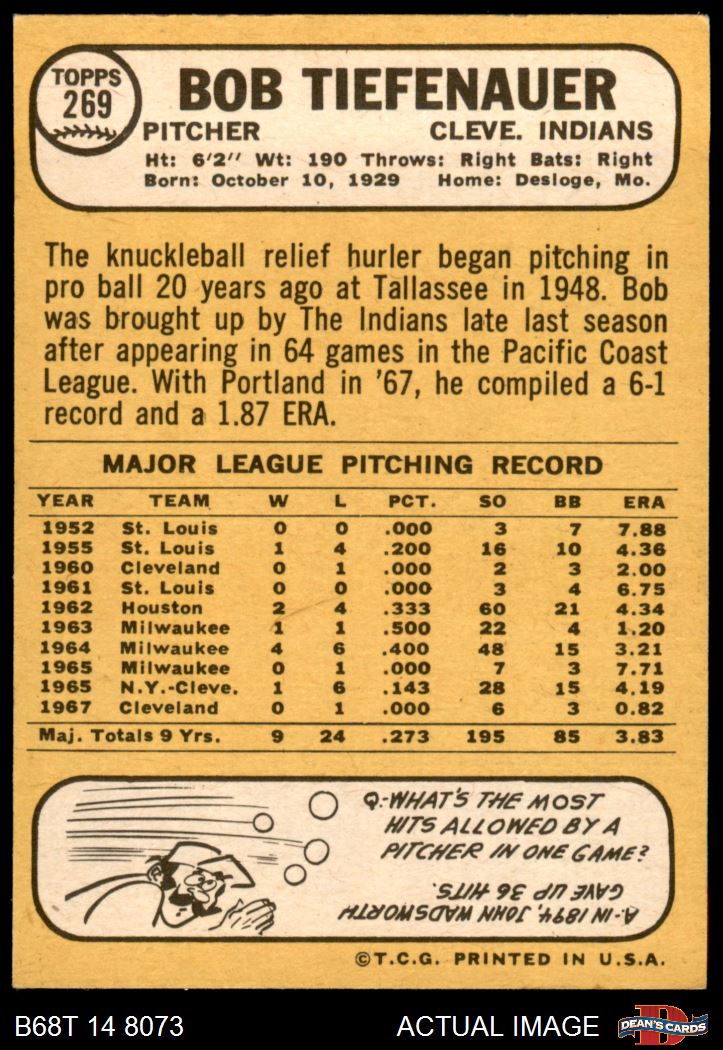 TOPPS
269
BOB TIEFENAUER
PITCHER CLEVE. INDIANS
Ht: 6'2" Wt: 190 Throws: Right Bats: Right
Born: October 10, 1929 Home: Desloge, Mo.
The knuckleball relief hurler began pitching in
pro ball 20 years ago at Tallassee in 1948. Bob
was brought up by The Indians late last season
after appearing in 64 games in the Pacific Coast
League. With Portland in '67, he compiled a 6-1
record and a 1.87 ERA.
MAJOR LEAGUE PITCHING RECORD
YEAR TEAM W L PCT. SO BB ERA
1952 St. Louis 0 0 .000 3 7 7.88
1955 St. Louis 1 4 .200 16 10 4.36
1960 Cleveland 0 1 .000 2 3 2.00
1961 St. Louis 0 0 .000 3 4 6.75
1962 Houston 2 4 .333 60 21 4.34
1963 Milwaukee 1 1 .500 22 4 1.20
1964 Milwaukee 4 6 .400 48 15 3.21
1965 Milwaukee 0 1 .000 7 3 7.71
1965 N.Y.-Cleve. 1 6 .143 28 15 4.19
1967 Cleveland 0 1 .000 6 3 0.82
Maj. Totals 9 Yrs. 9 24 .273 195 85 3.83
Q-WHAT'S THE MOST
HITS ALLOWED BY A
PITCHER IN ONE GAME?
A-IN 1894, JOHN WADSWORTH
GAVE UP 36 HITS.
©T.C.G. PRINTED IN U.S.A.
B68T 14 8073 ACTUAL IMAGE
D
DEAN'S CARDS